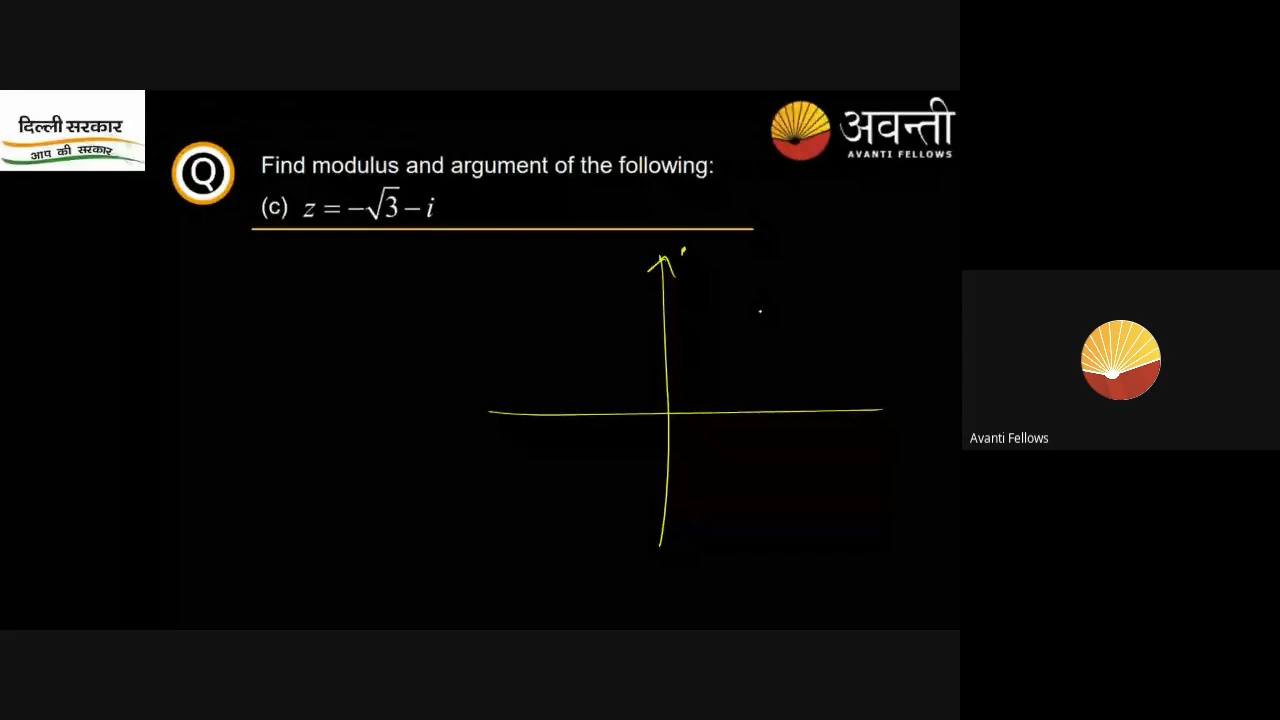 दिल्ली सरकार
आप की सरकार
अवन्ती
AVANTI FELLOWS
Q
Find modulus and argument of the following:
(c) z = −√3 − i
Avanti Fellows